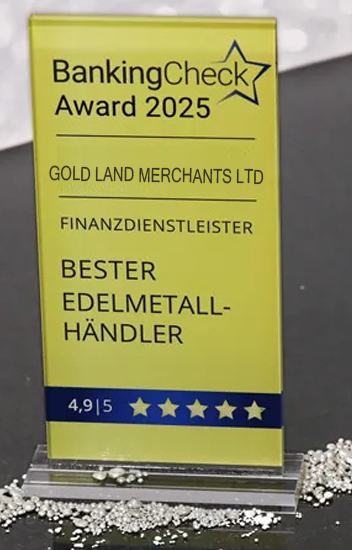 BankingCheck
Award 2025
GOLD LAND MERCHANTS LTD
FINANZDIENSTLEISTER
BESTER
EDELMETALL-
HÄNDLER
4,9|5